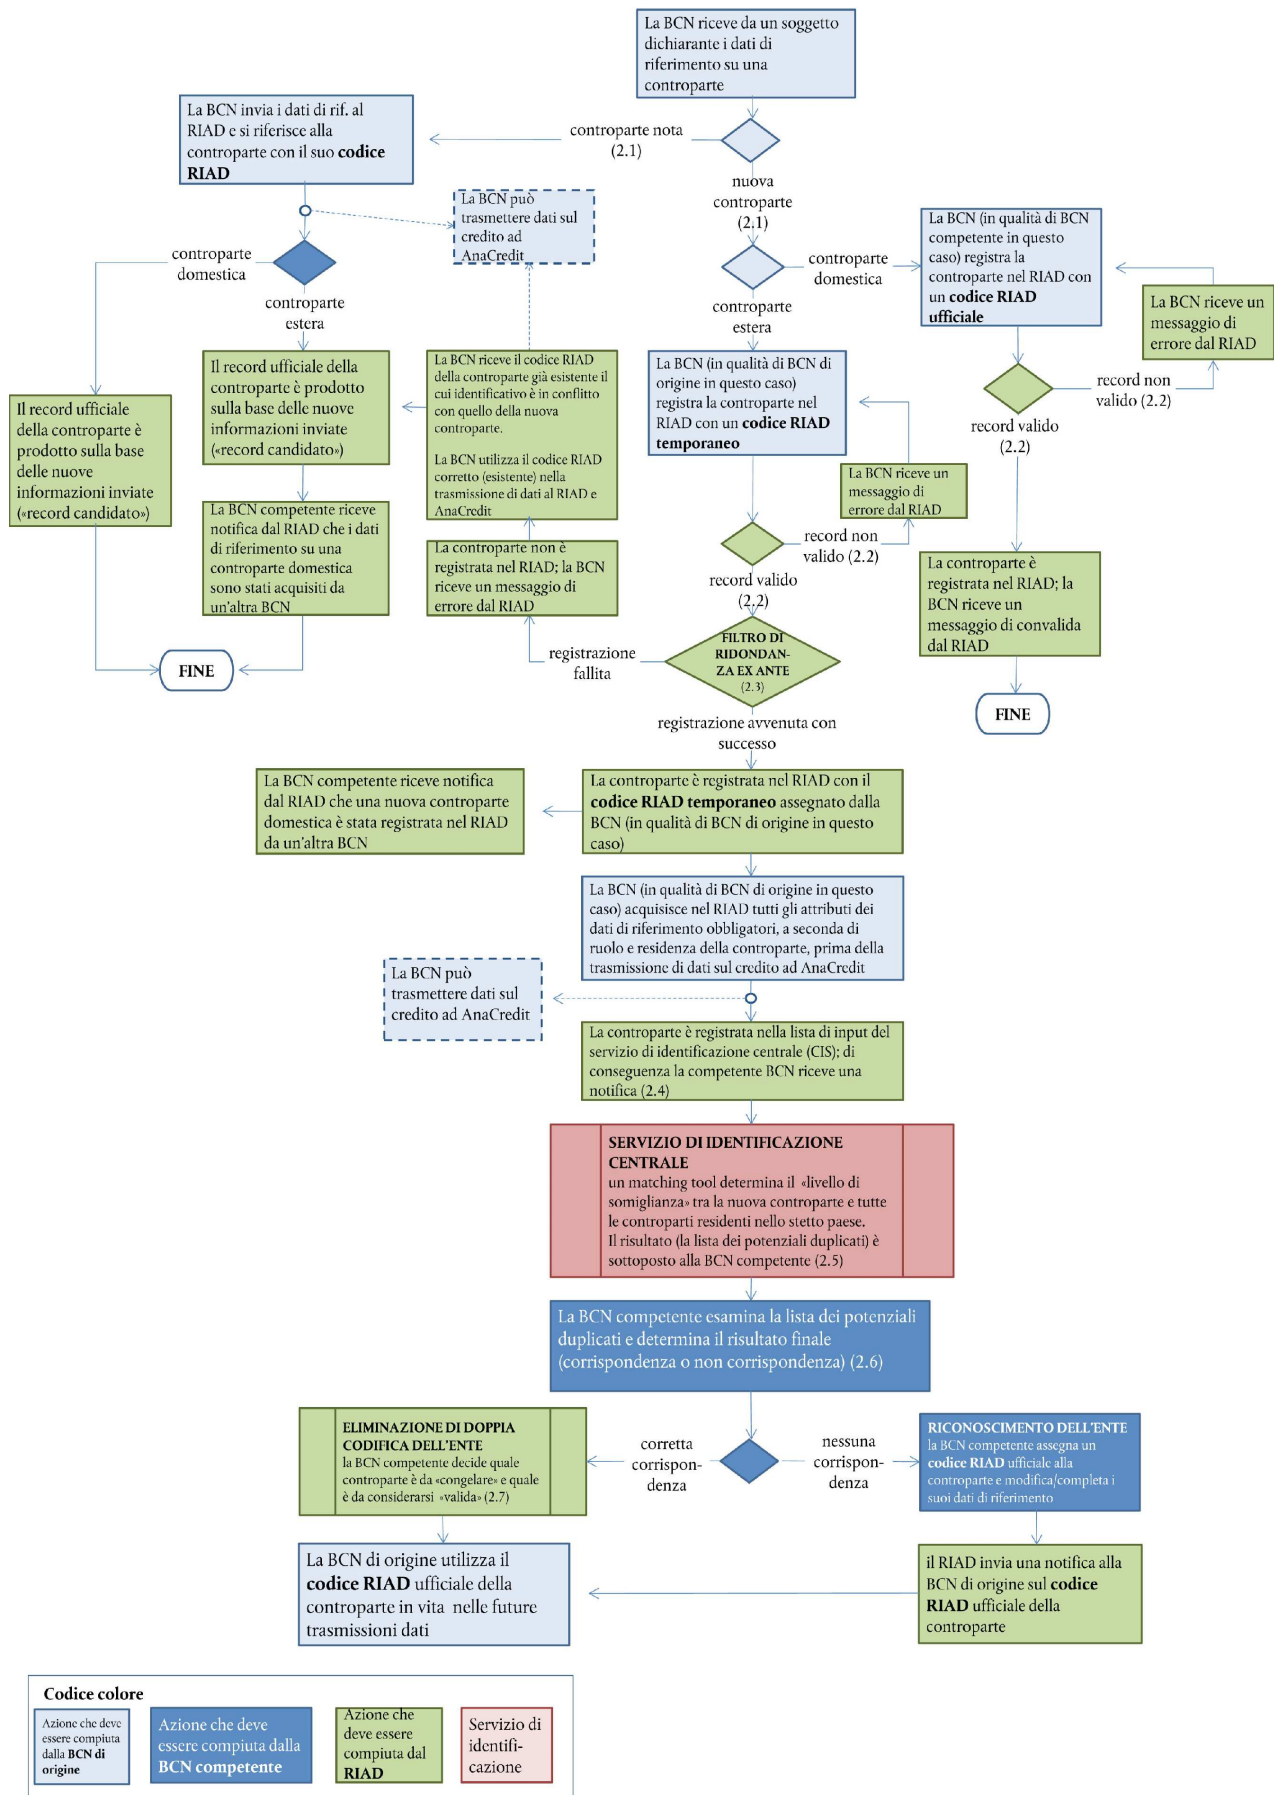 La BCN riceve da un soggetto
dichiarante i dati di
riferimento su una
controparte
La BCN invia i dati di rif. al
RIAD e si riferisce alla
controparte con il suo codice
RIAD
controparte nota
(2.1)
nuova
controparte
(2.1)
La BCN può
trasmettere dati sul
credito ad
AnaCredit
La BCN (in qualità di BCN
competente in questo
caso) registra la
controparte nel RIAD con
un codice RIAD
ufficiale
controparte
domestica
controparte
domestica
controparte
estera
controparte
estera
La BCN riceve un
messaggio di
errore dal RIAD
Il record ufficiale della
controparte è prodotto
sulla base delle nuove
informazioni inviate
(«record candidato»)
La BCN riceve il codice RIAD
della controparte già esistente il
cui identificativo è in conflitto
con quello della nuova
controparte.
La BCN utilizza il codice RIAD
corretto (esistente) nella
trasmissione di dati al RIAD e
AnaCredit
La BCN (in qualità di BCN di
origine in questo caso)
registra la controparte nel
RIAD con un codice RIAD
temporaneo
record non
valido (2.2)
record valido
(2.2)
Il record ufficiale
della controparte è
prodotto sulla base
delle nuove
informazioni inviate
(«record candidato»)
La BCN riceve un
messaggio di
errore dal RIAD
La BCN competente riceve
notifica dal RIAD che i dati
di riferimento su una
controparte domestica
sono stati acquisiti da
un'altra BCN
La controparte non è
registrata nel RIAD; la BCN
riceve un messaggio di
errore dal RIAD
record non
valido (2.2)
record valido
(2.2)
La controparte è
registrata nel RIAD; la
BCN riceve un
messaggio di convalida
dal RIAD
FINE
registrazione
fallita
FILTRO DI
RIDONDAN-
ZA EX ANTE
(2.3)
FINE
registrazione avvenuta con
successo
La BCN competente riceve notifica
dal RIAD che una nuova controparte
domestica è stata registrata nel RIAD
da un'altra BCN
La controparte è registrata nel RIAD con il
codice RIAD temporaneo assegnato dalla
BCN (in qualità di BCN di origine in questo
caso)
La BCN (in qualità di BCN di origine in questo
caso) acquisisce nel RIAD tutti gli attributi dei
dati di riferimento obbligatori, a seconda di
ruolo e residenza della controparte, prima della
trasmissione di dati sul credito ad AnaCredit
La BCN può
trasmettere dati sul
credito ad AnaCredit
La controparte è registrata nella lista di input del
servizio di identificazione centrale (CIS); di
conseguenza la competente BCN riceve una
notifica (2.4)
SERVIZIO DI IDENTIFICAZIONE
CENTRALE
un matching tool determina il «livello di
somiglianza» tra la nuova controparte e tutte
le controparti residenti nello stetto paese.
Il risultato (la lista dei potenziali duplicati) è
sottoposto alla BCN competente (2.5)
La BCN competente esamina la lista dei potenziali
duplicati e determina il risultato finale
(corrispondenza o non corrispondenza) (2.6)
ELIMINAZIONE DI DOPPIA
CODIFICA DELL'ENTE
la BCN competente decide quale
controparte è da «congelare» e quale
è da considerarsi «valida» (2.7)
corretta
corrispon-
denza
nessuna
corrispon-
denza
RICONOSCIMENTO DELL'ENTE
la BCN competente assegna un
codice RIAD ufficiale alla
controparte e modifica/completa i
suoi dati di riferimento
La BCN di origine utilizza il
codice RIAD ufficiale della
controparte in vita nelle future
trasmissioni dati
il RIAD invia una notifica alla
BCN di origine sul codice
RIAD ufficiale della
controparte
Codice colore
Azione che deve
essere compiuta
dalla BCN di
origine
Azione che deve
essere compiuta dalla
BCN competente
Azione che
deve essere
compiuta dal
RIAD
Servizio di
identifi-
cazione